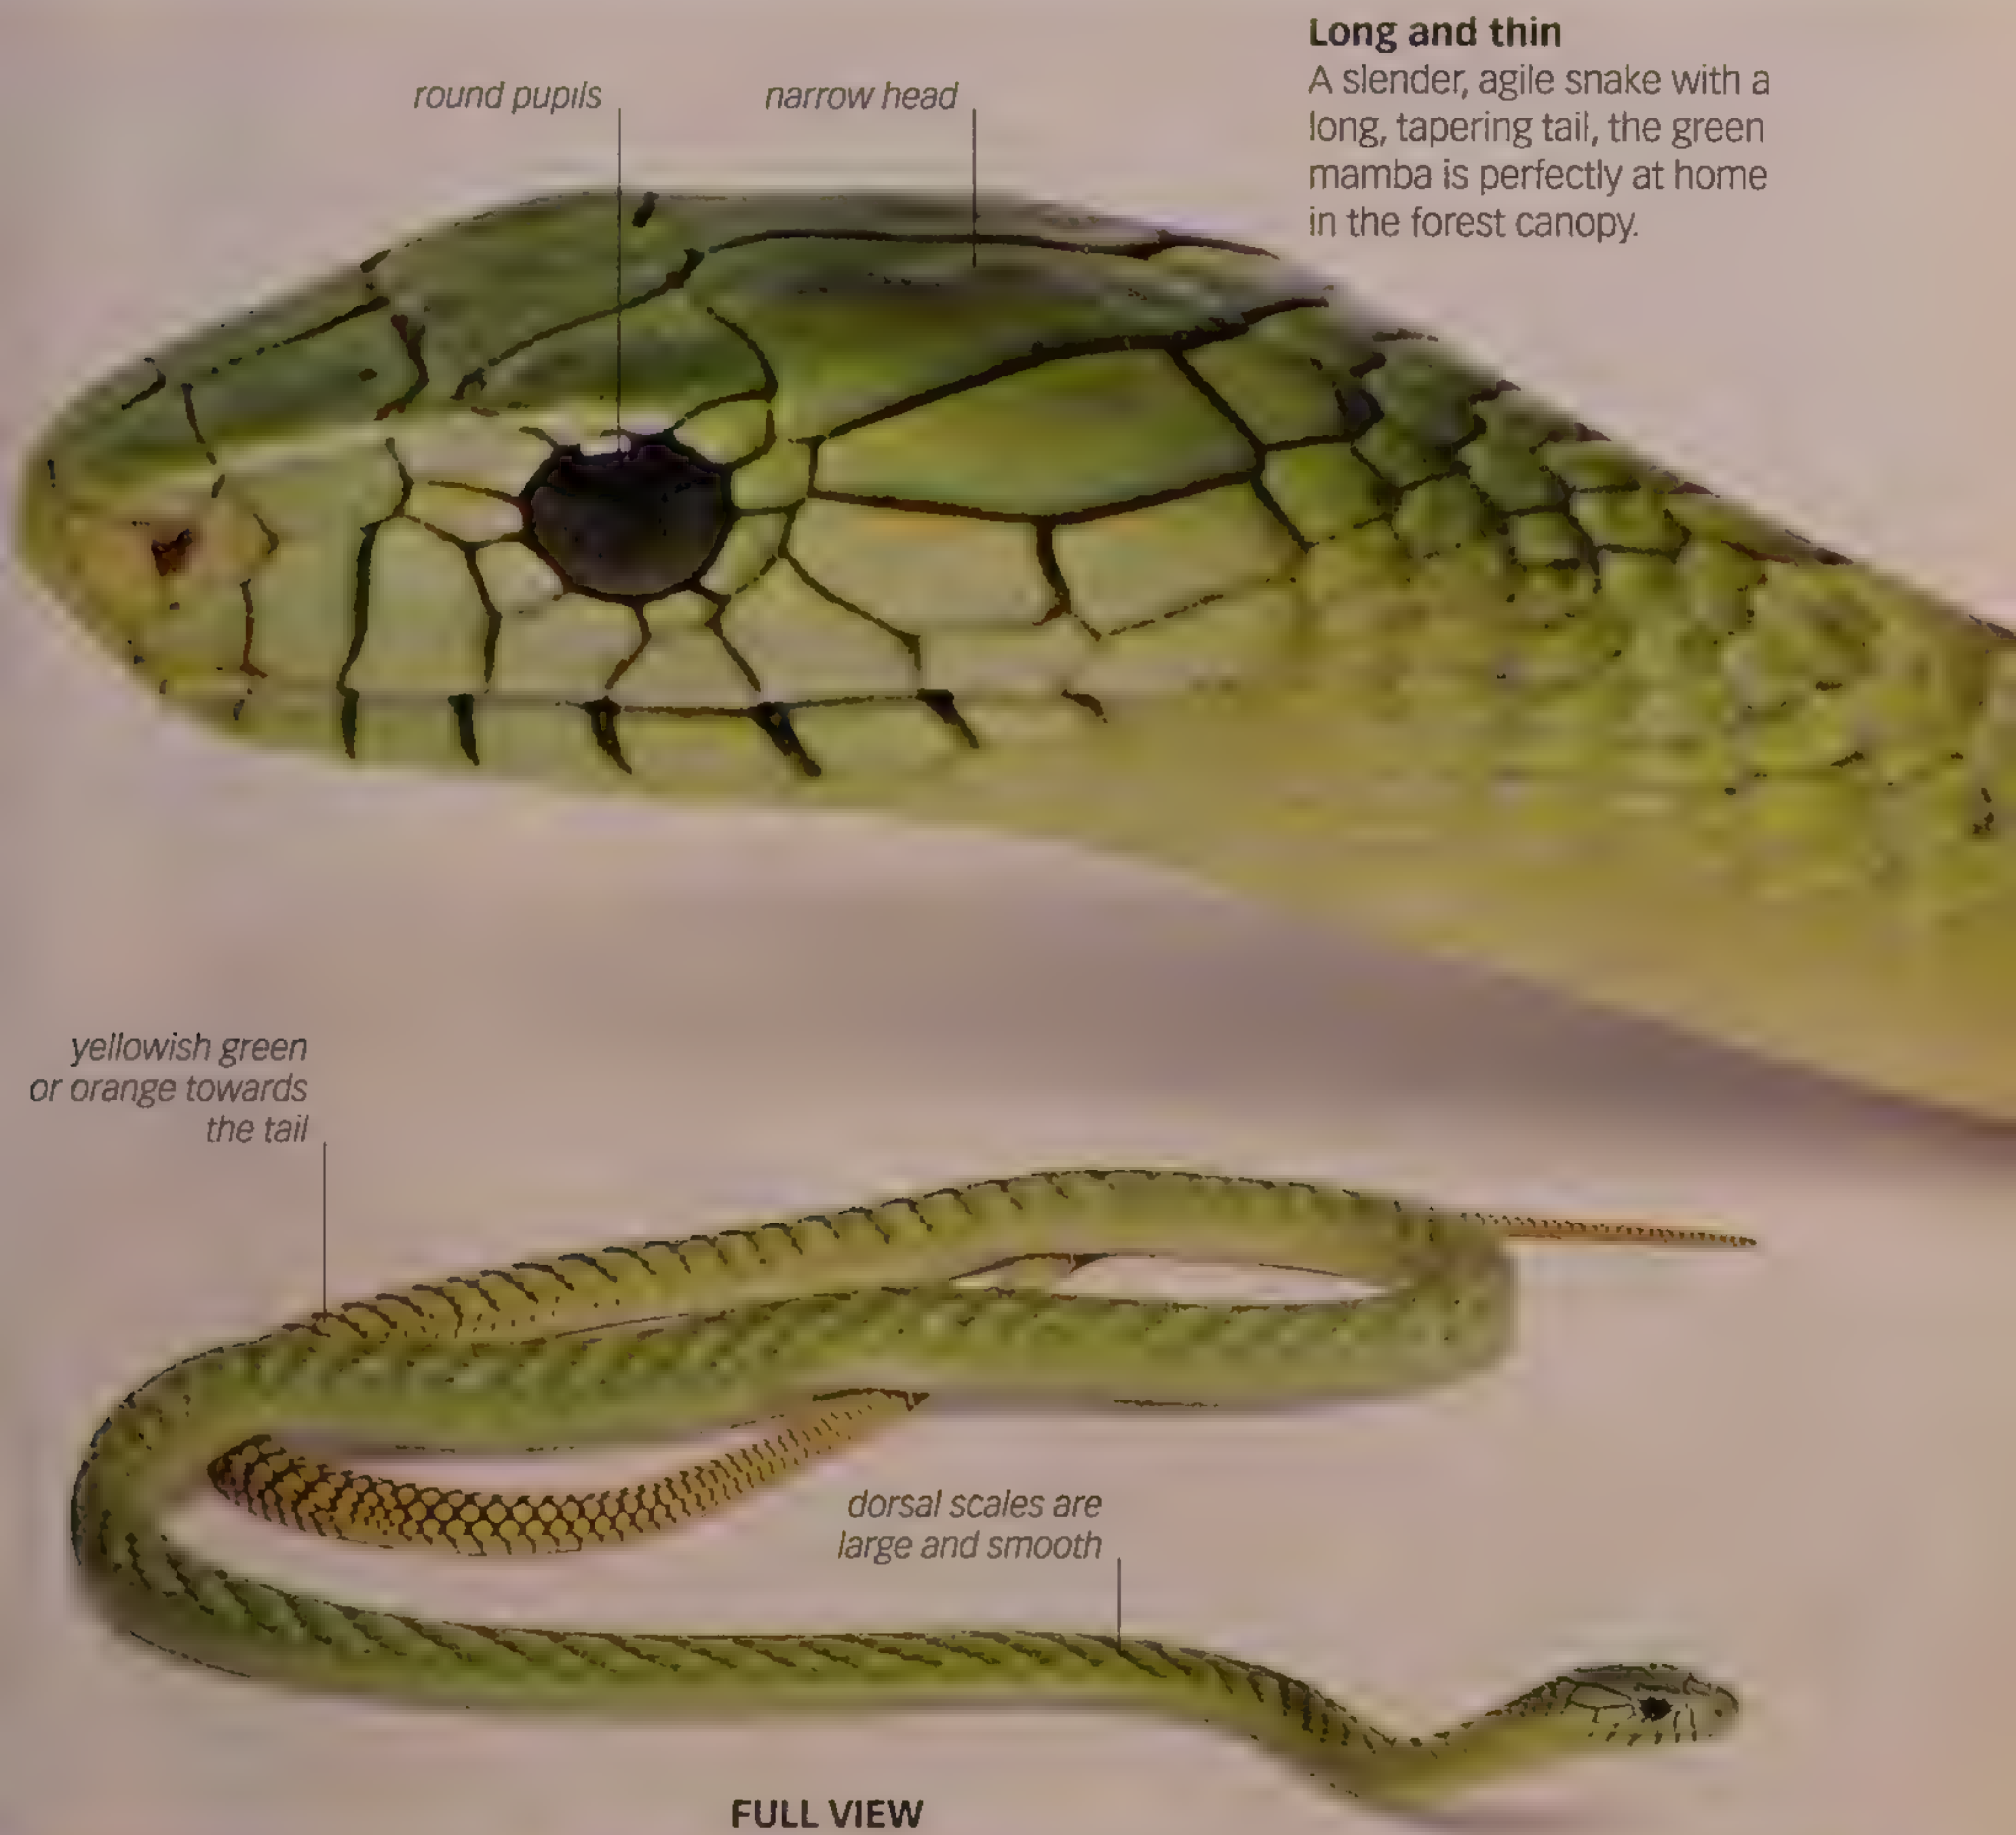 Long and thin
A slender, agile snake with a
long, tapering tail, the green
mamba is perfectly at home
in the forest canopy.
round pupils
narrow head
yellowish green
or orange towards
the tail
dorsal scales are
large and smooth
FULL VIEW